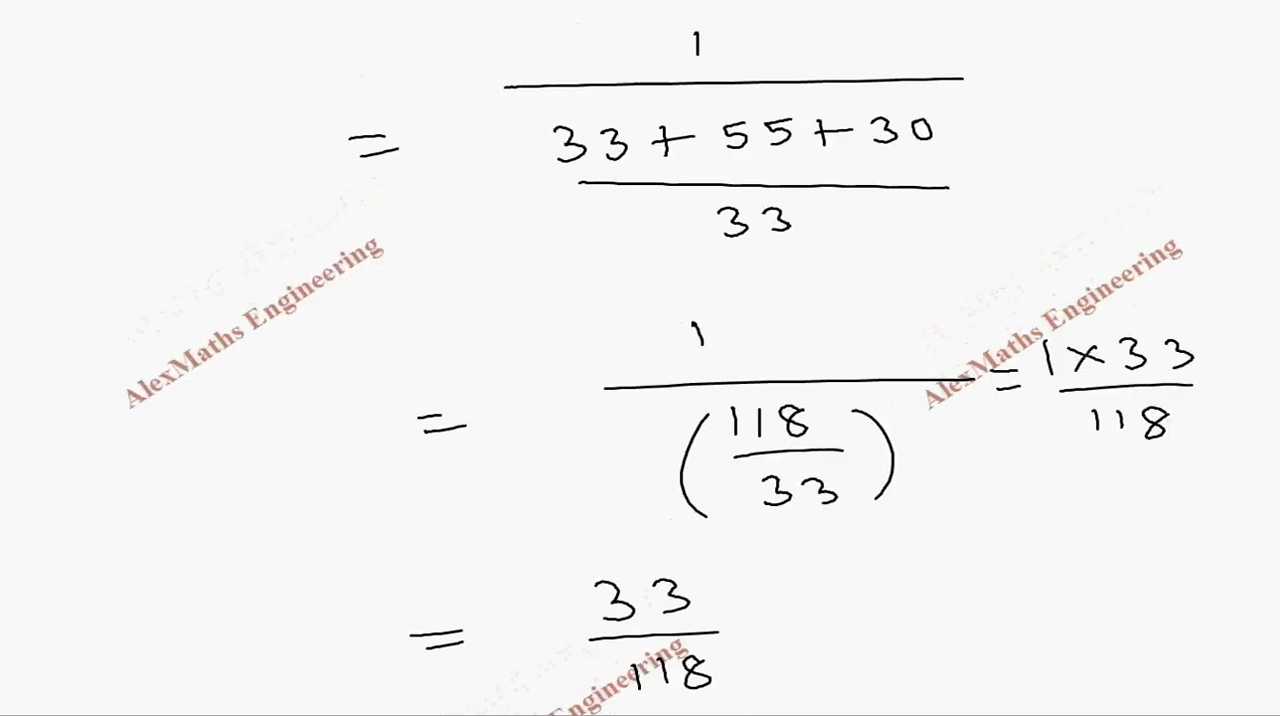 1
= 33 + 55 + 30
33
AlexMaths Engineering
AlexMaths Engineering
1 = 1 × 33
= ( 118 / 33 ) 118
= 33
118
Engineering